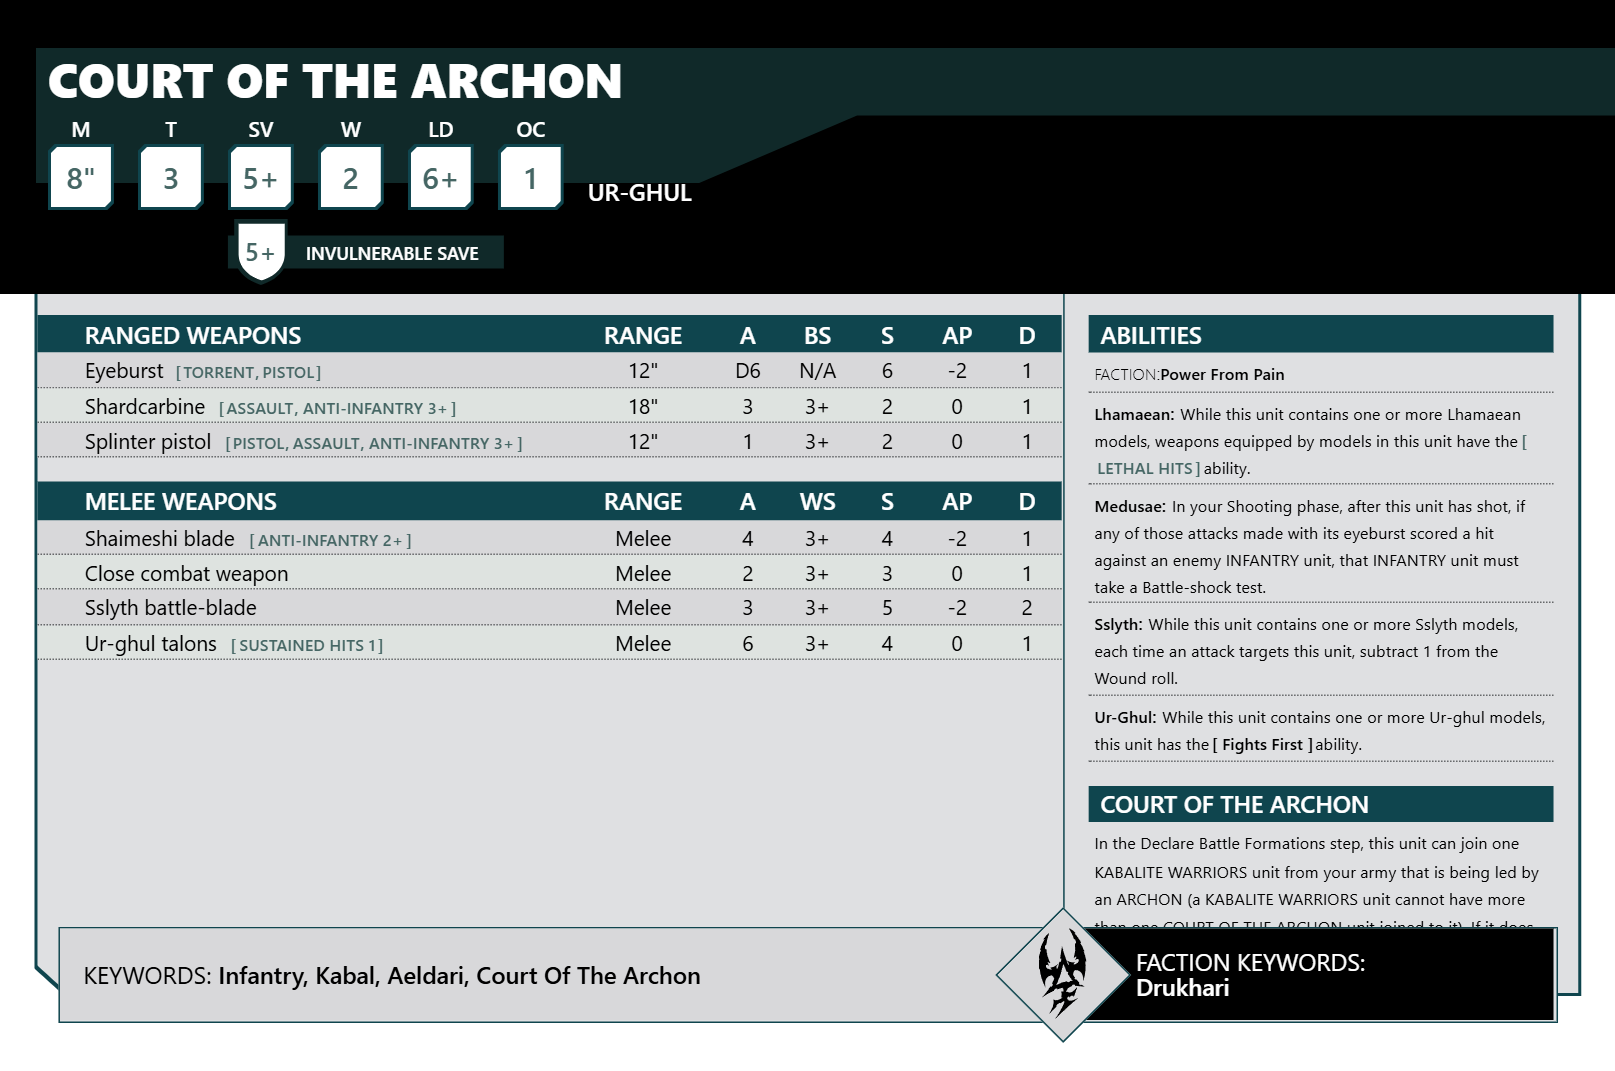 COURT OF THE ARCHON
M T SV W LD OC
8" 3 5+ 2 6+ 1 UR-GHUL
5+ INVULNERABLE SAVE
RANGED WEAPONS RANGE A BS S AP D
Eyeburst [TORRENT, PISTOL] 12" D6 N/A 6 -2 1
Shardcarbine [ASSAULT, ANTI-INFANTRY 3+] 18" 3 3+ 2 0 1
Splinter pistol [PISTOL, ASSAULT, ANTI-INFANTRY 3+] 12" 1 3+ 2 0 1
MELEE WEAPONS RANGE A WS S AP D
Shaimeshi blade [ANTI-INFANTRY 2+] Melee 4 3+ 4 -2 1
Close combat weapon Melee 2 3+ 3 0 1
Sslyth battle-blade Melee 3 3+ 5 -2 2
Ur-ghul talons [SUSTAINED HITS 1] Melee 6 3+ 4 0 1
ABILITIES
FACTION:Power From Pain
Lhamaean: While this unit contains one or more Lhamaean
models, weapons equipped by models in this unit have the [
LETHAL HITS] ability.
Medusae: In your Shooting phase, after this unit has shot, if
any of those attacks made with its eyeburst scored a hit
against an enemy INFANTRY unit, that INFANTRY unit must
take a Battle-shock test.
Sslyth: While this unit contains one or more Sslyth models,
each time an attack targets this unit, subtract 1 from the
Wound roll.
Ur-Ghul: While this unit contains one or more Ur-ghul models,
this unit has the [ Fights First ] ability.
COURT OF THE ARCHON
In the Declare Battle Formations step, this unit can join one
KABALITE WARRIORS unit from your army that is being led by
an ARCHON (a KABALITE WARRIORS unit cannot have more
than one COURT OF THE ARCHON unit joined to it). If it does
KEYWORDS: Infantry, Kabal, Aeldari, Court Of The Archon
FACTION KEYWORDS:
Drukhari